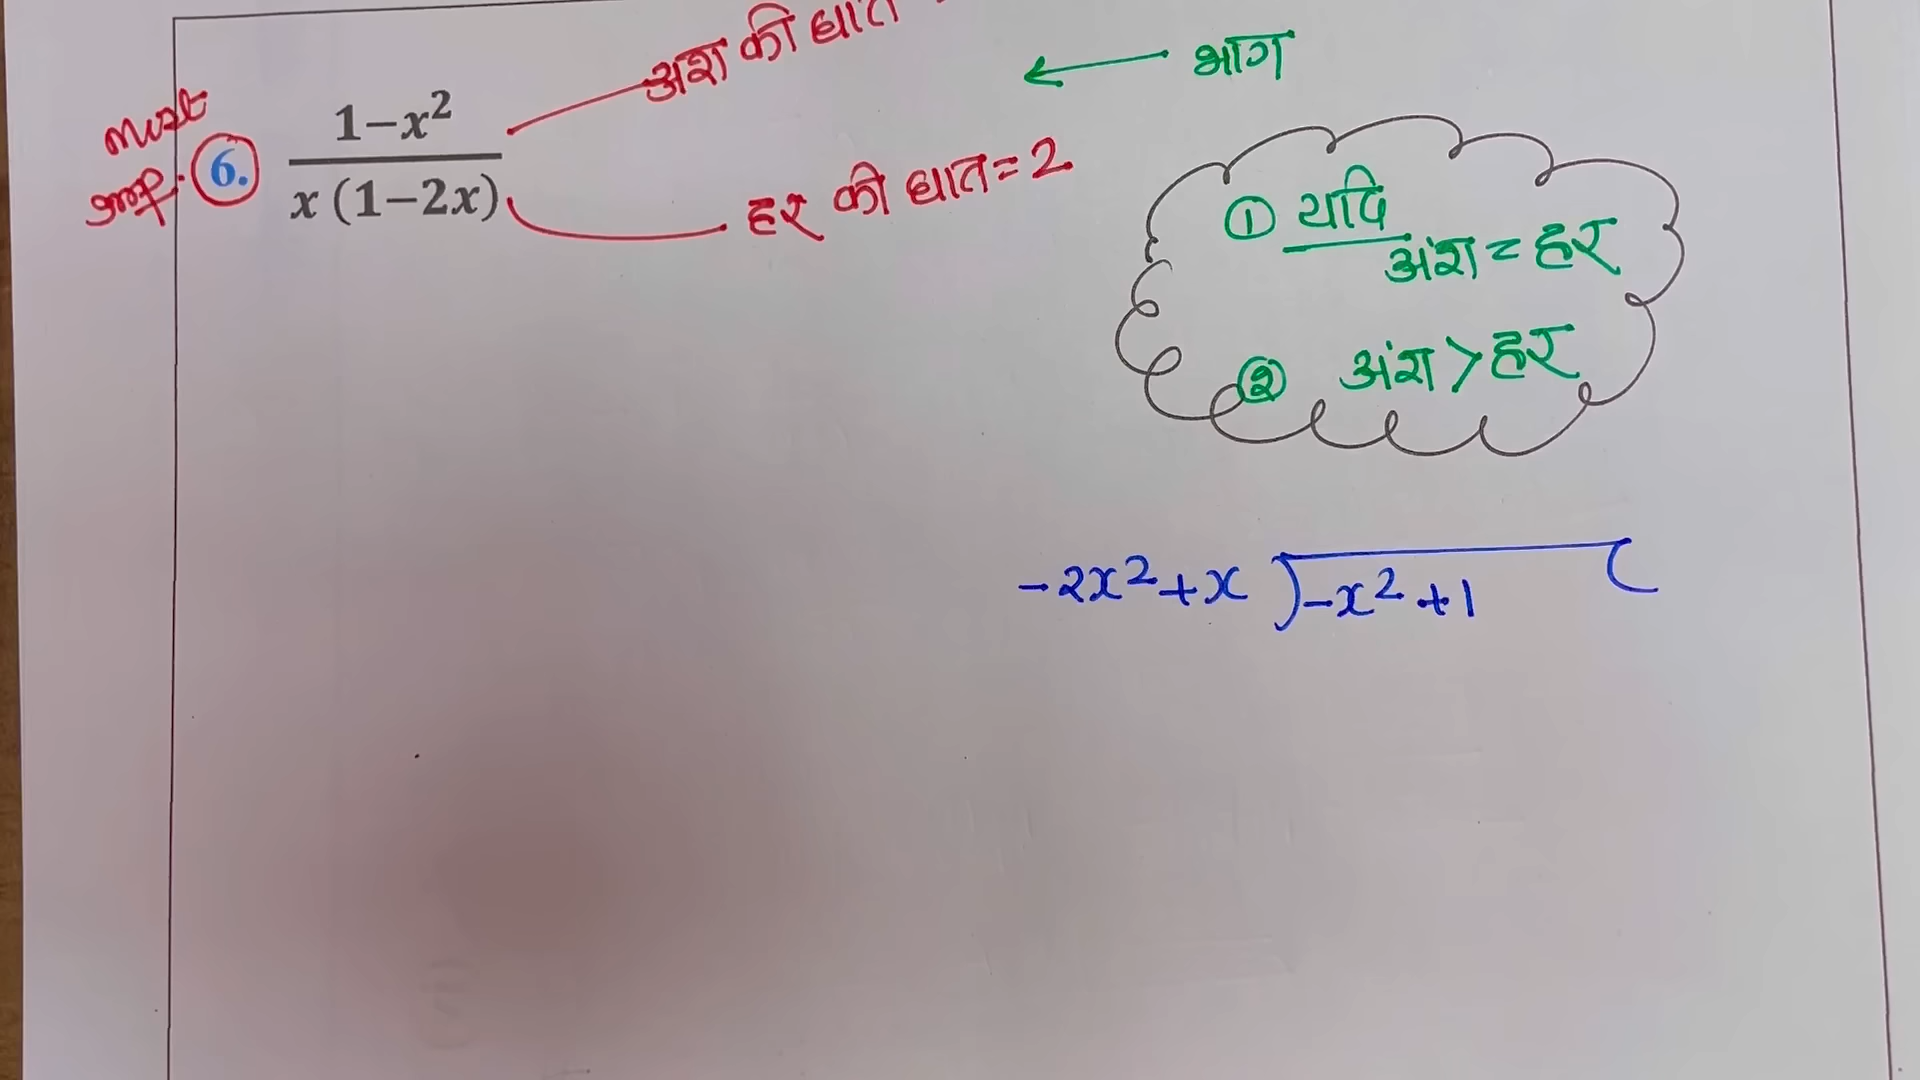 अंश की घात
भाग
Most
Imp. 6. 1-x²
x (1-2x)
हर की घात = 2
① यदि
अंश = हर
② अंश > हर
-2x²+x ) -x²+1 (